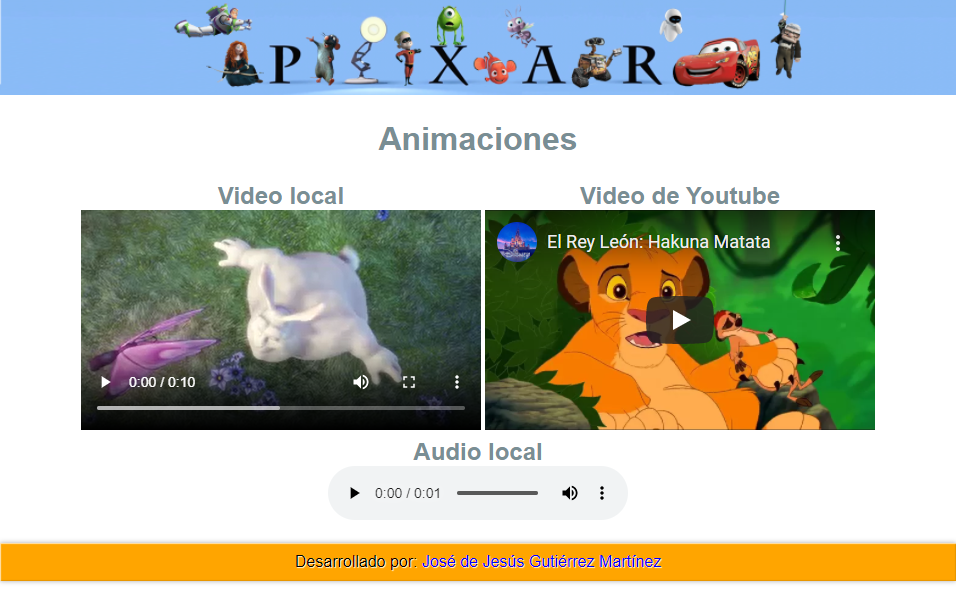 PIXAR
Animaciones
Video local
Video de Youtube
0:00 / 0:10
Disney
El Rey León: Hakuna Matata
Audio local
0:00 / 0:01
Desarrollado por: José de Jesús Gutiérrez Martínez